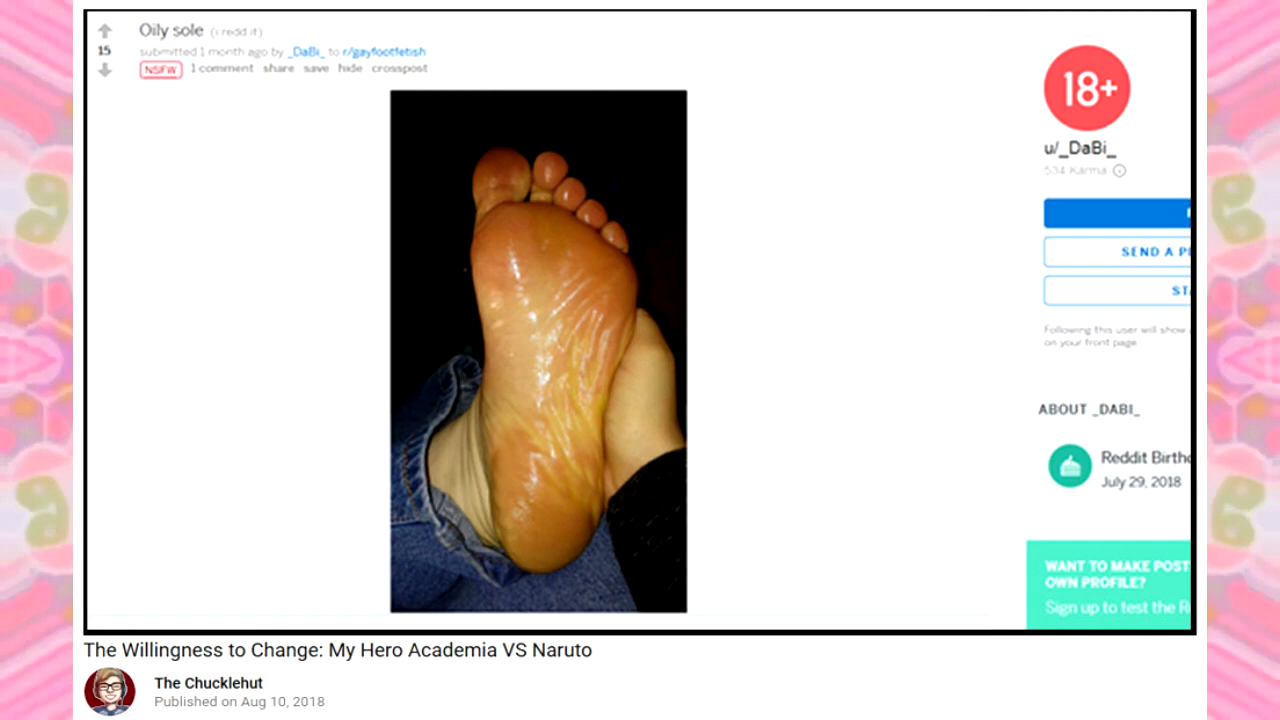 Oily sole (i.redd.it)
15
submitted 1 month ago by _DaBi_ to r/gayfootfetish
NSFW 1 comment share save hide crosspost
18+
u/_DaBi_
534 Karma
SEND A
Following this user will show
on your front page.
ABOUT _DABI_
Reddit
July 29, 2018
WANT TO MAKE POST
OWN PROFILE?
Sign up to test the
The Willingness to Change: My Hero Academia VS Naruto
The Chucklehut
Published on Aug 10, 2018